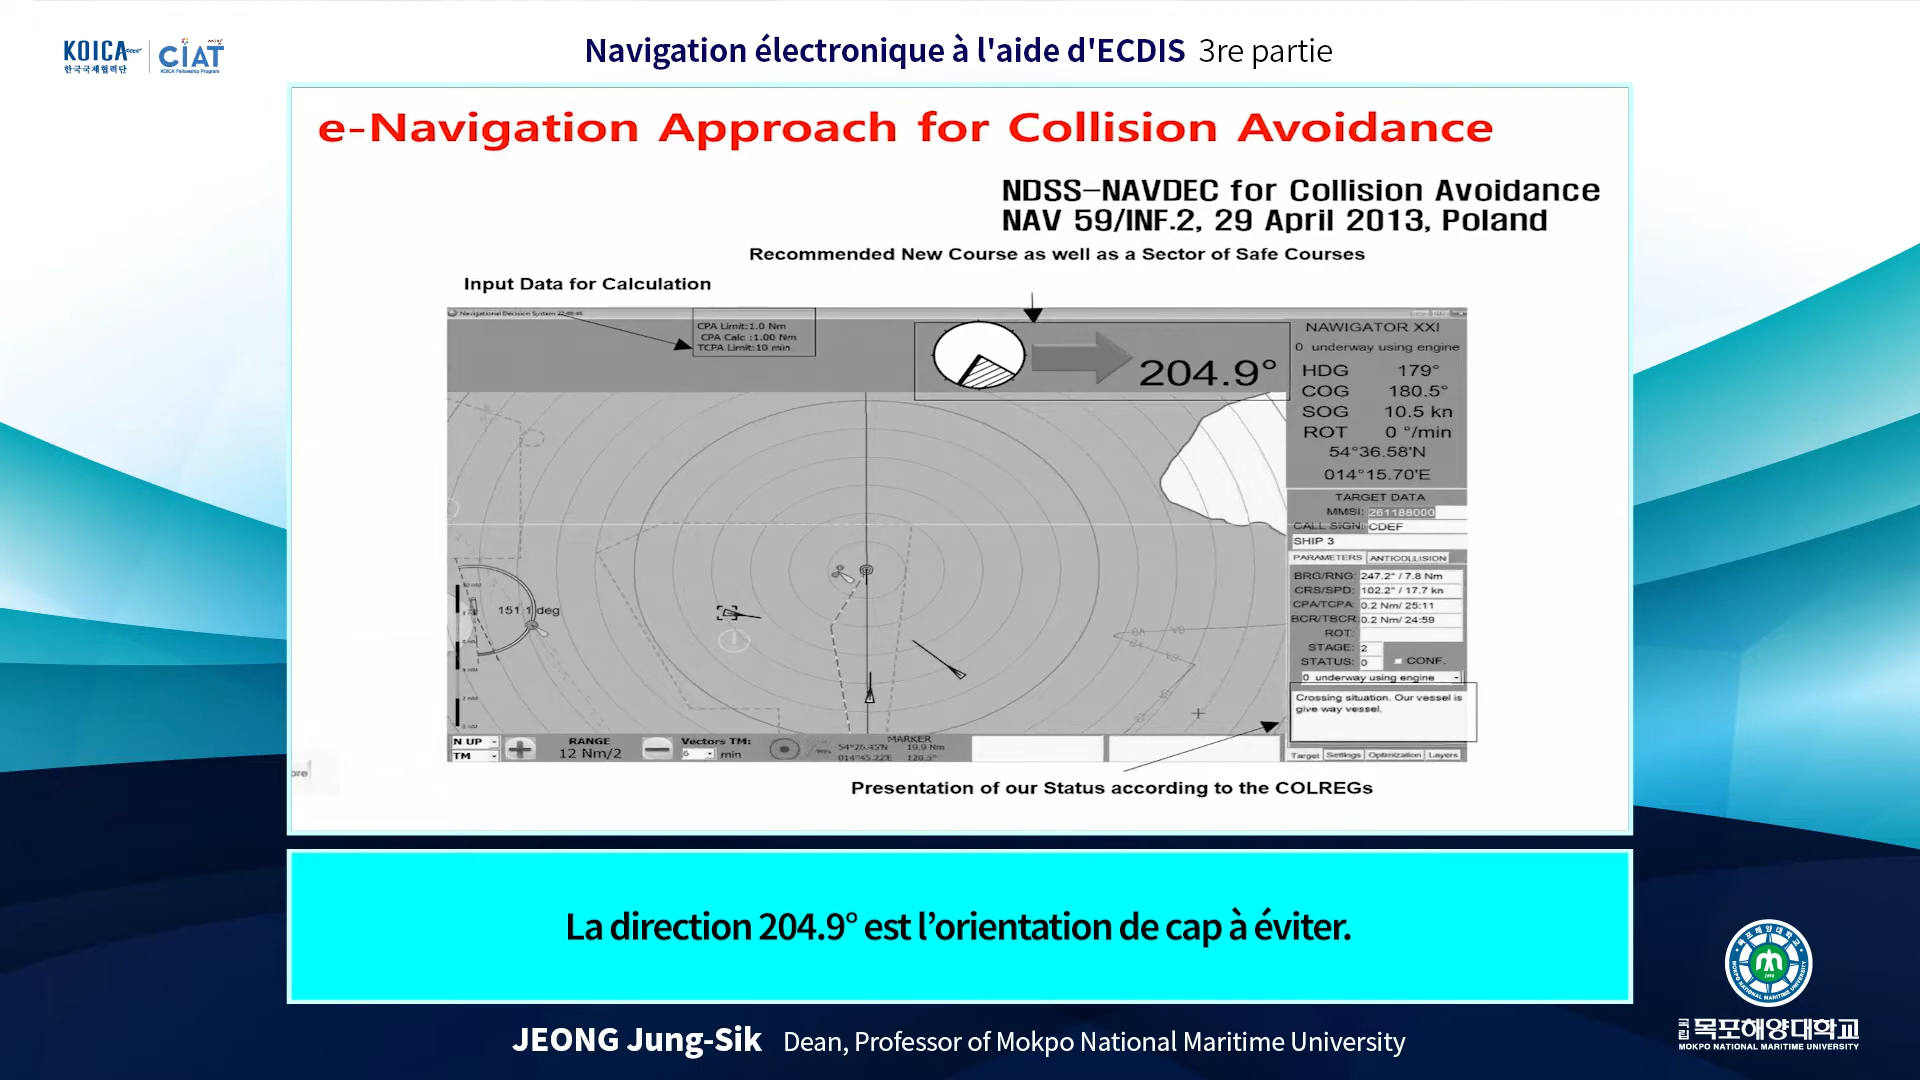 KOICA
한국국제협력단
CIAT
KOICA Fellowship Program
Navigation électronique à l'aide d'ECDIS 3re partie
e-Navigation Approach for Collision Avoidance
NDSS-NAVDEC for Collision Avoidance
NAV 59/INF.2, 29 April 2013, Poland
Recommended New Course as well as a Sector of Safe Courses
Input Data for Calculation
CPA Limit:1.0 Nm
CPA Calc :1.00 Nm
TCPA Limit:10 min
204.9°
NAWIGATOR XXI
0 underway using engine
HDG 179°
COG 180.5°
SOG 10.5 kn
ROT 0 °/min
54°36.58'N
014°15.70'E
TARGET DATA
MMSI: 261188000
CALL SIGN: CDEF
SHIP 3
PARAMETERS ANTICOLLISION
BRG/RNG: 247.2° / 7.8 Nm
CRS/SPD: 102.2° / 17.7 kn
CPA/TCPA: 0.2 Nm/ 25:11
BCR/TBCR: 0.2 Nm/ 24:59
ROT:
STAGE: 2
STATUS: 0 CONF.
0 underway using engine
Crossing situation. Our vessel is
give way vessel.
Target Settings Optimization Layers
151.1 deg
N UP
TM
RANGE
12 Nm/2
Vectors TM:
6 min
MARKER
54°26.45'N 19.9 Nm
014°45.22'E 120.5°
Presentation of our Status according to the COLREGs
La direction 204.9° est l’orientation de cap à éviter.
JEONG Jung-Sik Dean, Professor of Mokpo National Maritime University
국립 목포해양대학교
MOKPO NATIONAL MARITIME UNIVERSITY